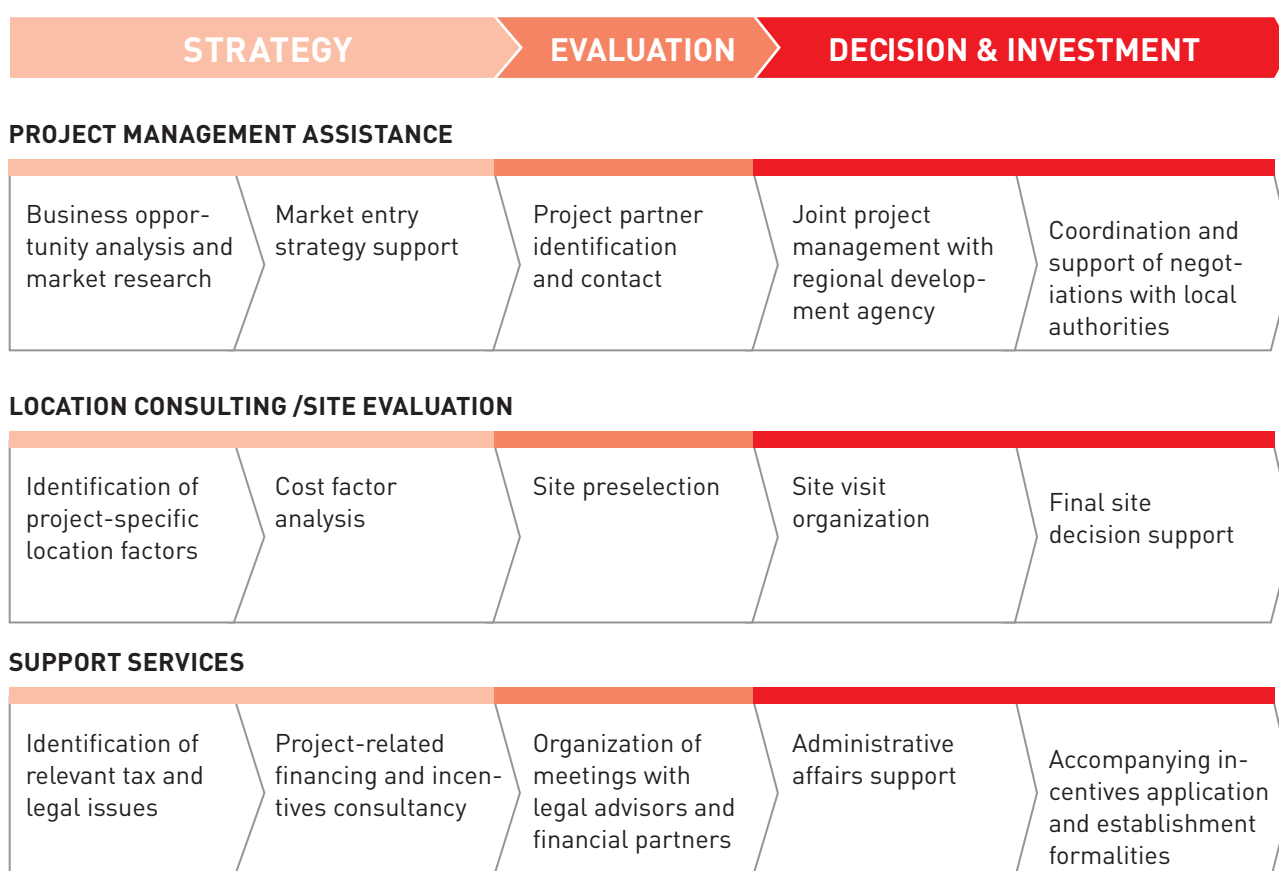 STRATEGY
EVALUATION
DECISION & INVESTMENT
PROJECT MANAGEMENT ASSISTANCE
Business oppor-
tunity analysis and
market research
Market entry
strategy support
Project partner
identification
and contact
Joint project
management with
regional develop-
ment agency
Coordination and
support of negot-
iations with local
authorities
LOCATION CONSULTING /SITE EVALUATION
Identification of
project-specific
location factors
Cost factor
analysis
Site preselection
Site visit
organization
Final site
decision support
SUPPORT SERVICES
Identification of
relevant tax and
legal issues
Project-related
financing and incen-
tives consultancy
Organization of
meetings with
legal advisors and
financial partners
Administrative
affairs support
Accompanying in-
centives application
and establishment
formalities